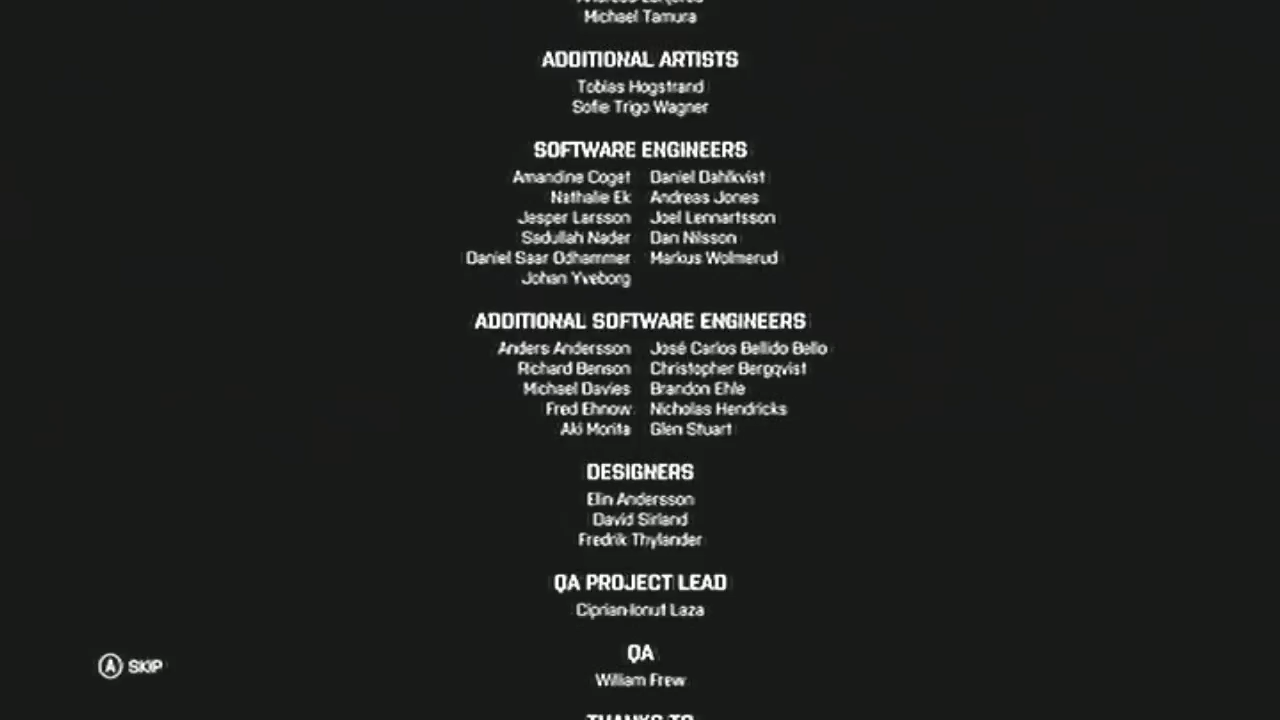 Michael Tamura
ADDITIONAL ARTISTS
Tobias Hogstrand
Sofie Trigo Wagner
SOFTWARE ENGINEERS
Amandine Coget Daniel Dahlkvist
Nathalie Ek Andreas Jones
Jesper Larsson Joel Lennartsson
Sadullah Nader Dan Nilsson
Daniel Saar Odhammer Markus Wolmerud
Johan Yveborg
ADDITIONAL SOFTWARE ENGINEERS
Anders Andersson José Carlos Bellido Bello
Richard Benson Christopher Bergqvist
Michael Davies Brandon Ehle
Fred Ehnow Nicholas Hendricks
Aki Morita Glen Stuart
DESIGNERS
Elin Andersson
David Sirland
Fredrik Thylander
QA PROJECT LEAD
Ciprian-Ionut Laza
QA
William Frew
A SKIP
THANKS TO